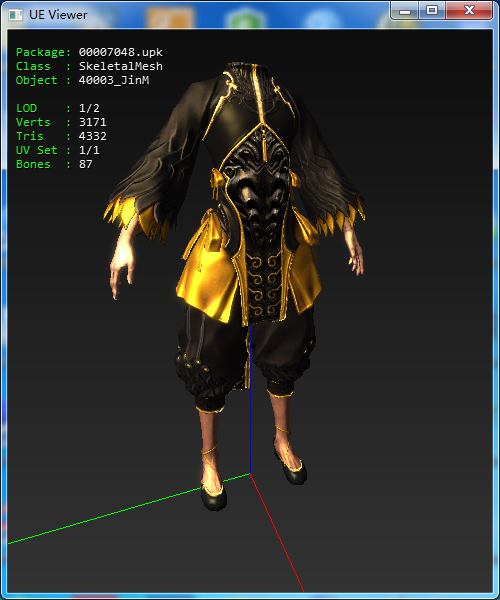 UE Viewer
Package: 00007048.upk
Class : SkeletalMesh
Object : 40003_JinM
LOD : 1/2
Verts : 3171
Tris : 4332
UV Set : 1/1
Bones : 87